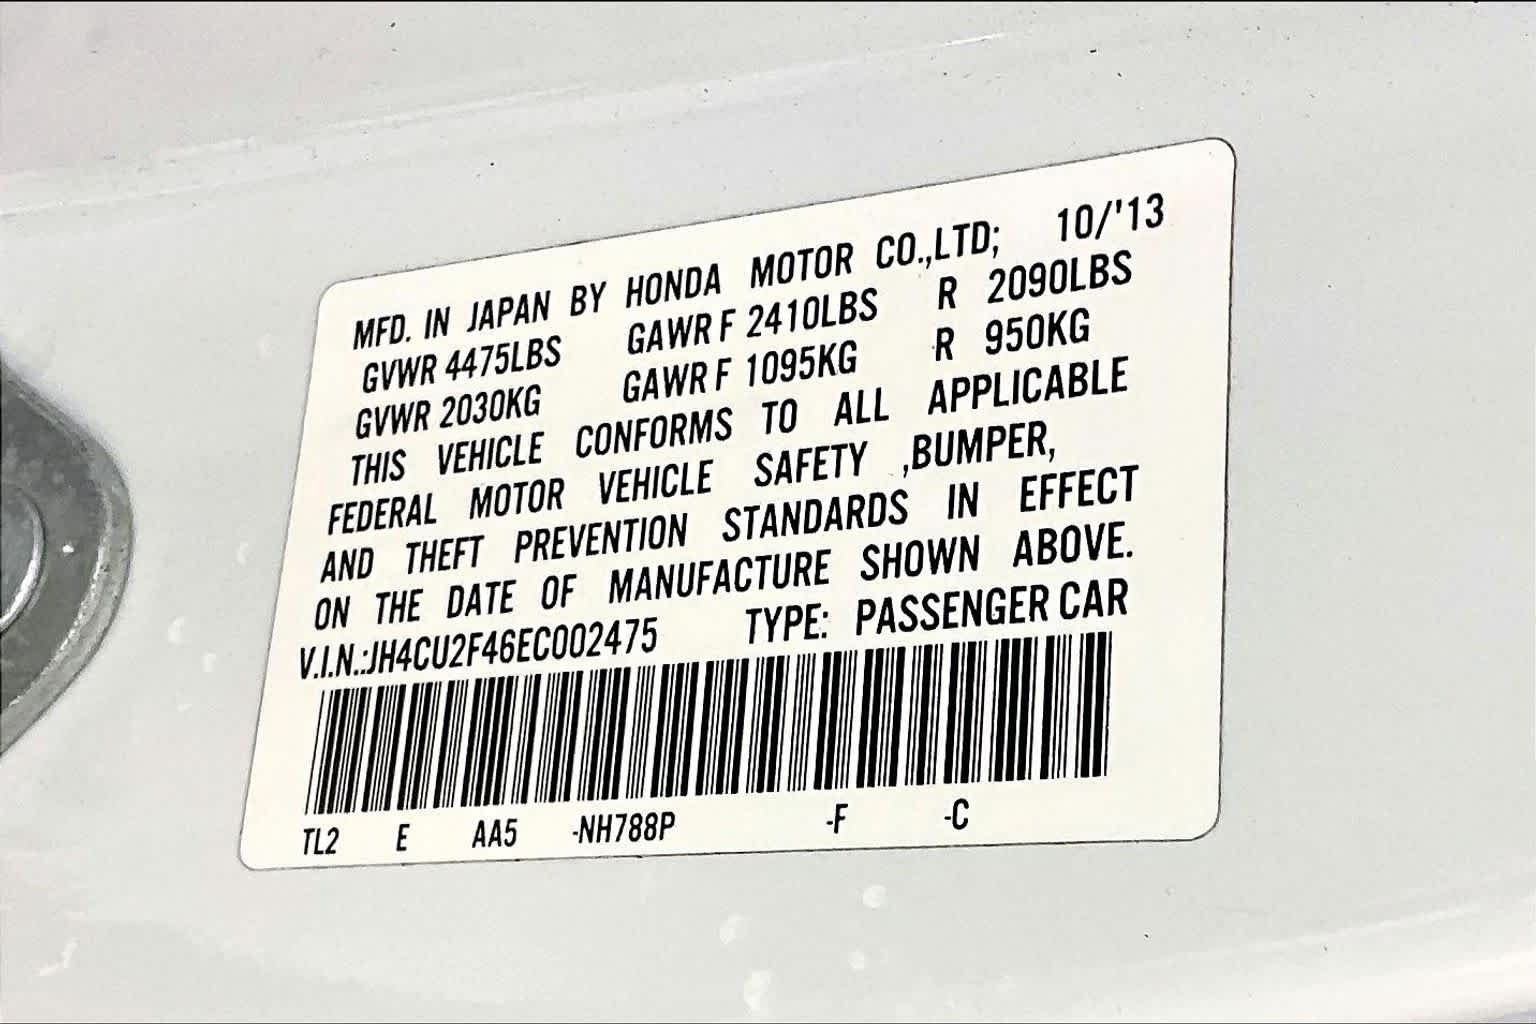 MFD. IN JAPAN BY HONDA MOTOR CO.,LTD; 10/'13
GVWR 4475LBS GAWR F 2410LBS R 2090LBS
GVWR 2030KG GAWR F 1095KG R 950KG
THIS VEHICLE CONFORMS TO ALL APPLICABLE
FEDERAL MOTOR VEHICLE SAFETY ,BUMPER,
AND THEFT PREVENTION STANDARDS IN EFFECT
ON THE DATE OF MANUFACTURE SHOWN ABOVE.
V.I.N.:JH4CU2F46EC002475 TYPE: PASSENGER CAR
TL2 E AA5 -NH788P -F -C